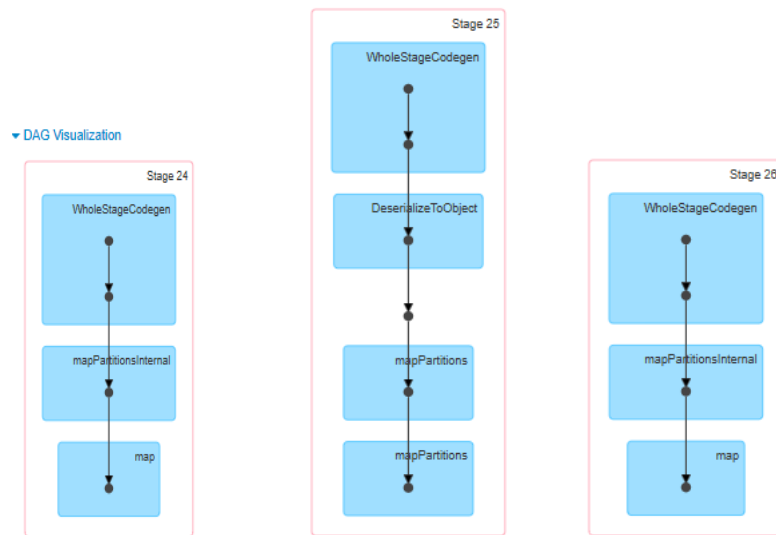 DAG Visualization
Stage 24
WholeStageCodegen
mapPartitionsInternal
map
Stage 25
WholeStageCodegen
DeserializeToObject
mapPartitions
mapPartitions
Stage 26
WholeStageCodegen
mapPartitionsInternal
map